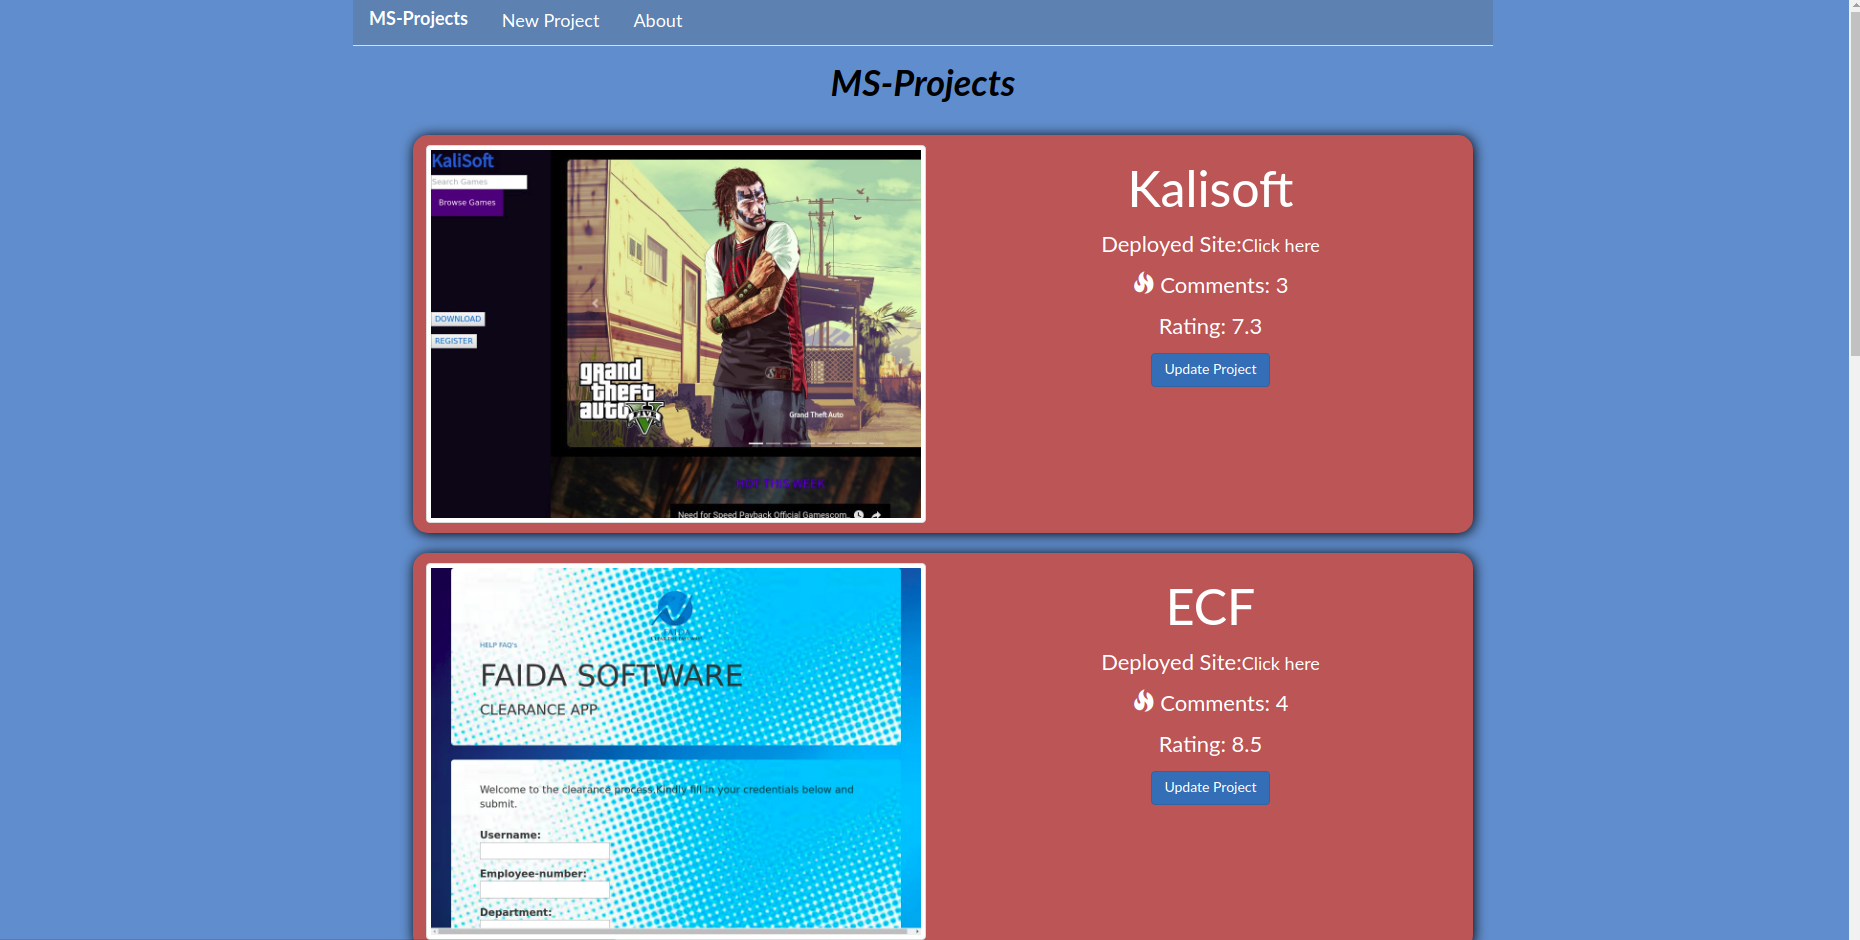 MS-Projects New Project About
MS-Projects
KaliSoft
Search Games
Browse Games
DOWNLOAD
REGISTER
grand
theft
auto
FIVE
Grand Theft Auto
HOT THIS WEEK
Need for Speed Payback Official Gamescom..
Kalisoft
Deployed Site:Click here
Comments: 3
Rating: 7.3
Update Project
HELP FAQ's
FAIDA SOFTWARE
CLEARANCE APP
Welcome to the clearance process.Kindly fill in your credentials below and
submit.
Username:
Employee-number:
Department:
ECF
Deployed Site:Click here
Comments: 4
Rating: 8.5
Update Project